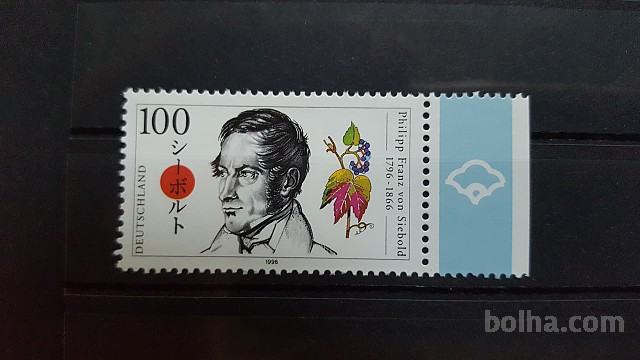 100
シーボルト
DEUTSCHLAND
1996
Philipp Franz von Siebold
1796 - 1866
bolha.com